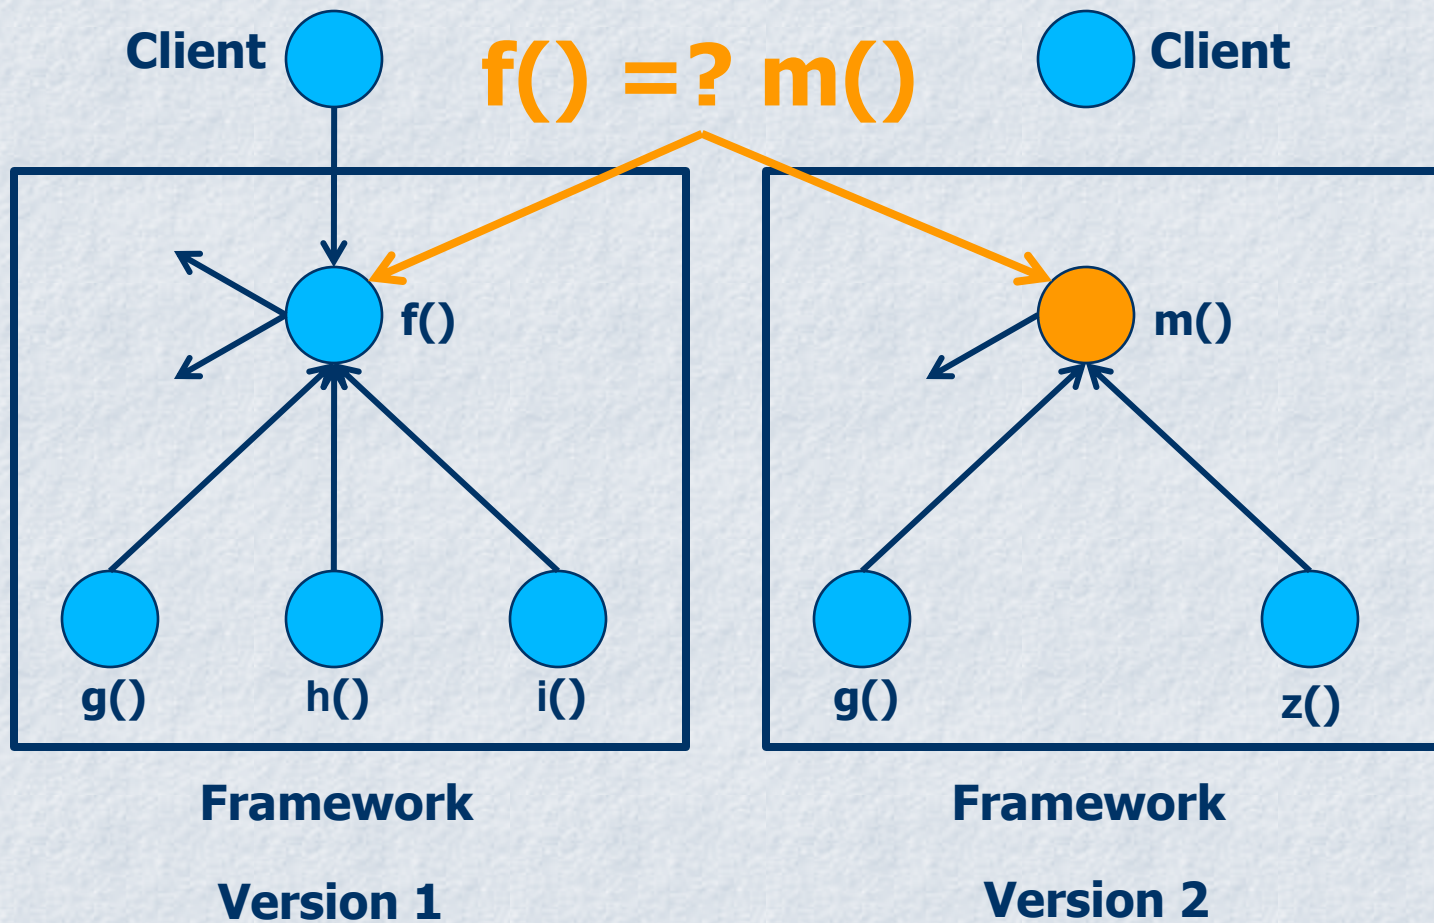 Client
f() =? m()
Client
f()
m()
g()
h()
i()
g()
z()
Framework
Framework
Version 1
Version 2